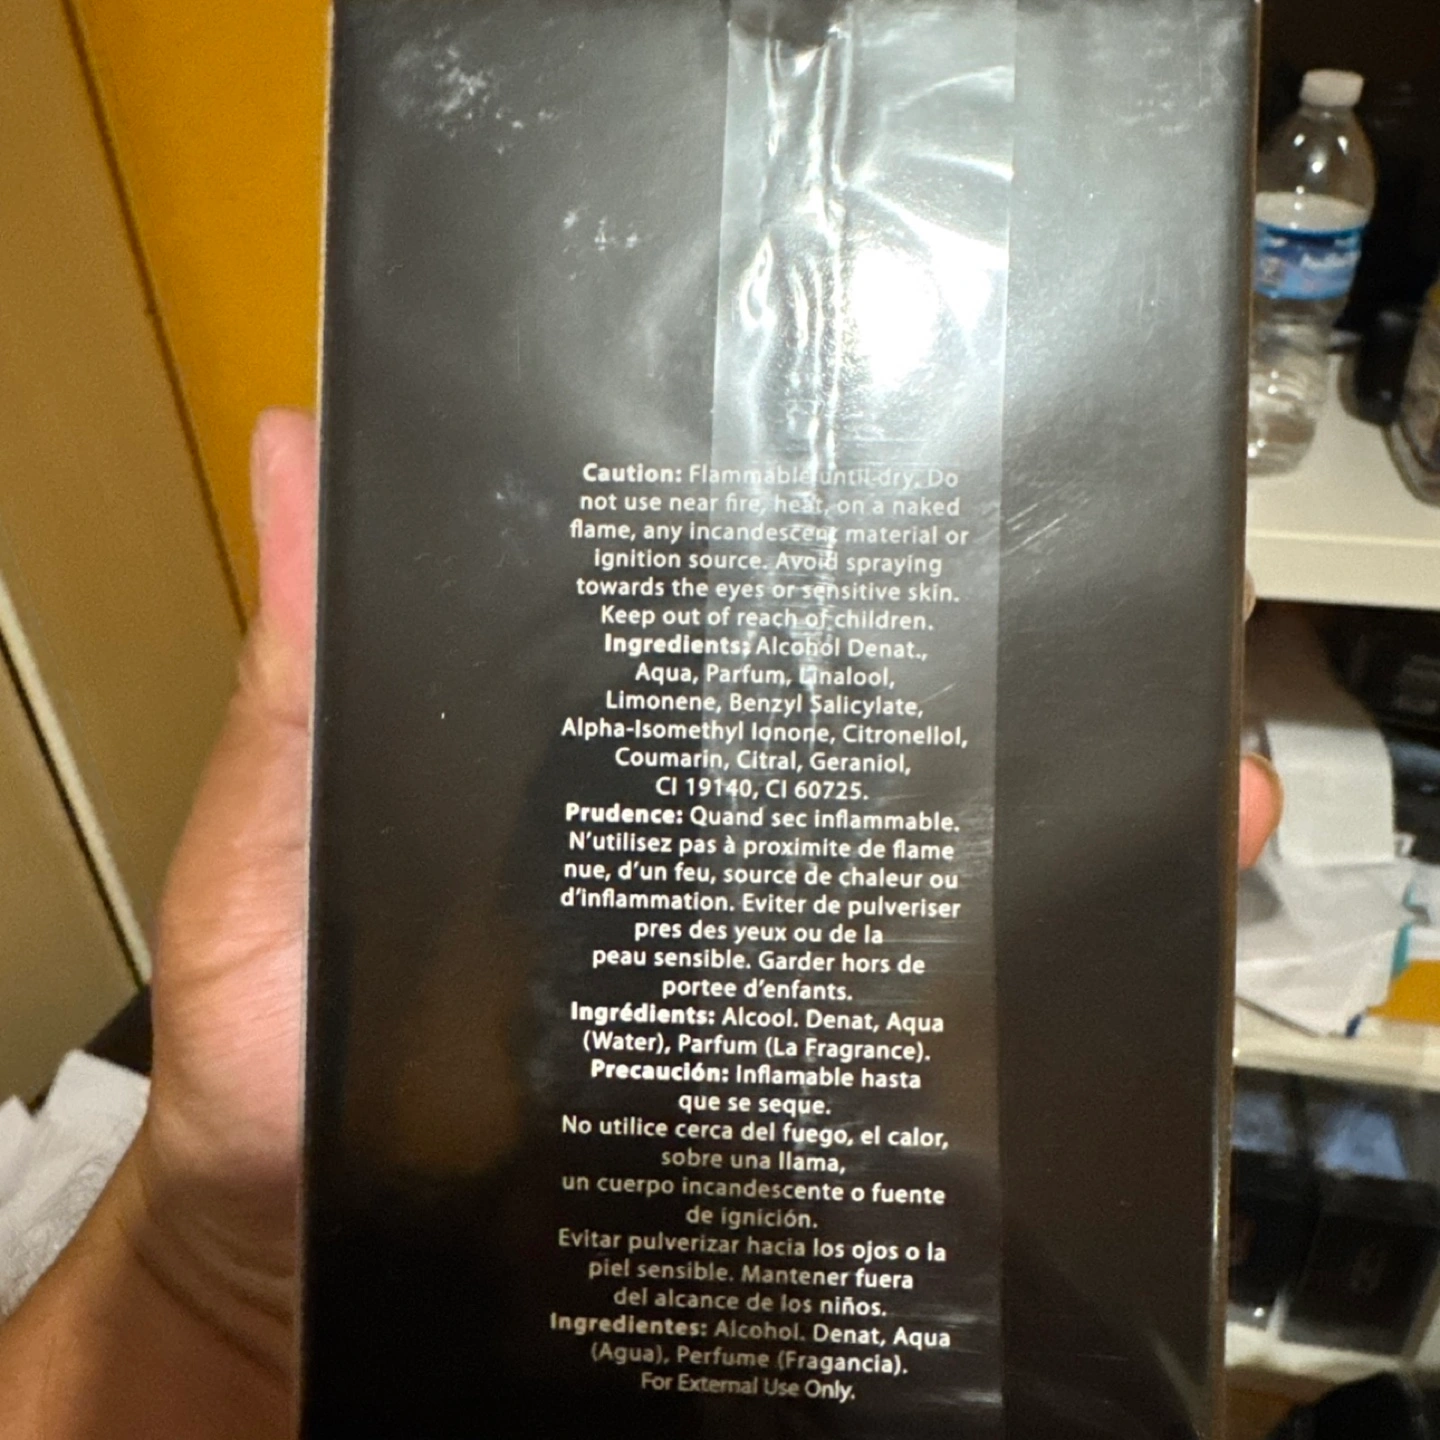 Caution: Flammable until dry. Do
not use near fire, heat, on a naked
flame, any incandescent material or
ignition source. Avoid spraying
towards the eyes or sensitive skin.
Keep out of reach of children.
Ingredients: Alcohol Denat.,
Aqua, Parfum, Linalool,
Limonene, Benzyl Salicylate,
Alpha-Isomethyl Ionone, Citronellol,
Coumarin, Citral, Geraniol,
CI 19140, CI 60725.
Prudence: Quand sec inflammable.
N'utilisez pas à proximite de flame
nue, d'un feu, source de chaleur ou
d'inflammation. Eviter de pulveriser
pres des yeux ou de la
peau sensible. Garder hors de
portee d'enfants.
Ingrédients: Alcool. Denat, Aqua
(Water), Parfum (La Fragrance).
Precaución: Inflamable hasta
que se seque.
No utilice cerca del fuego, el calor,
sobre una llama,
un cuerpo incandescente o fuente
de ignición.
Evitar pulverizar hacia los ojos o la
piel sensible. Mantener fuera
del alcance de los niños.
Ingredientes: Alcohol. Denat, Aqua
(Agua), Perfume (Fragancia).
For External Use Only.